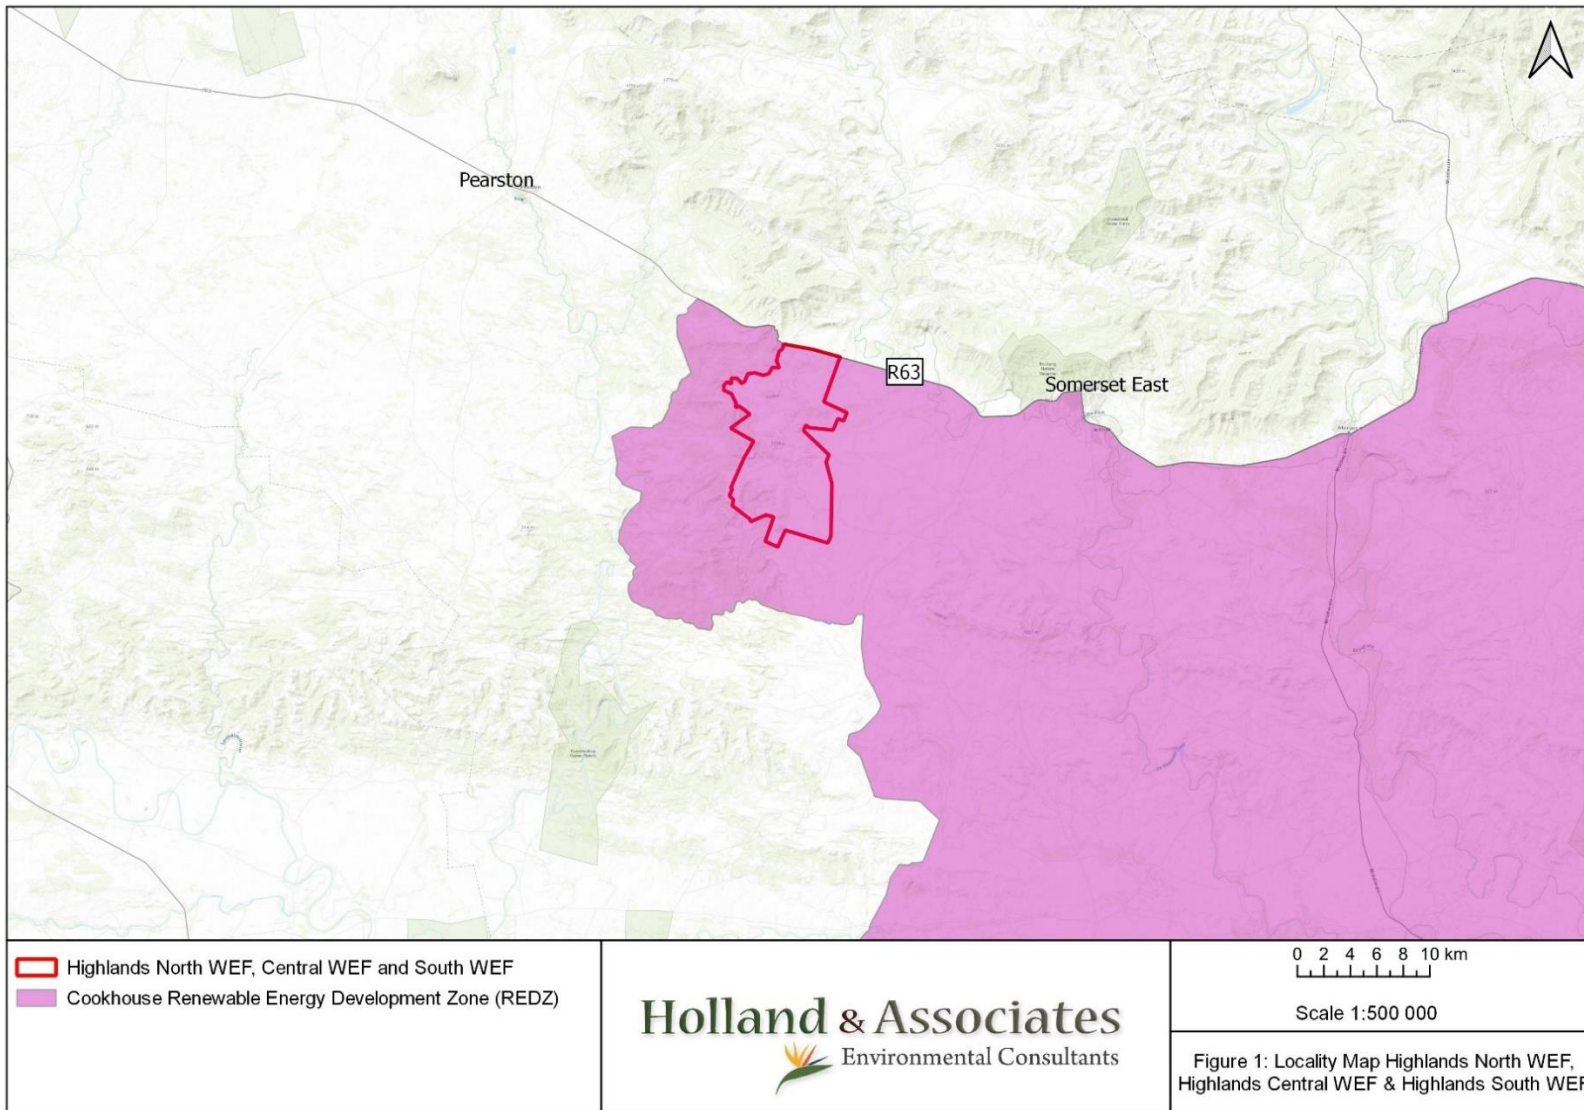 Pearston
R63
Somerset East
Highlands North WEF, Central WEF and South WEF
Cookhouse Renewable Energy Development Zone (REDZ)
Holland & Associates
Environmental Consultants
0 2 4 6 8 10 km
Scale 1:500 000
Figure 1: Locality Map Highlands North WEF,
Highlands Central WEF & Highlands South WEF